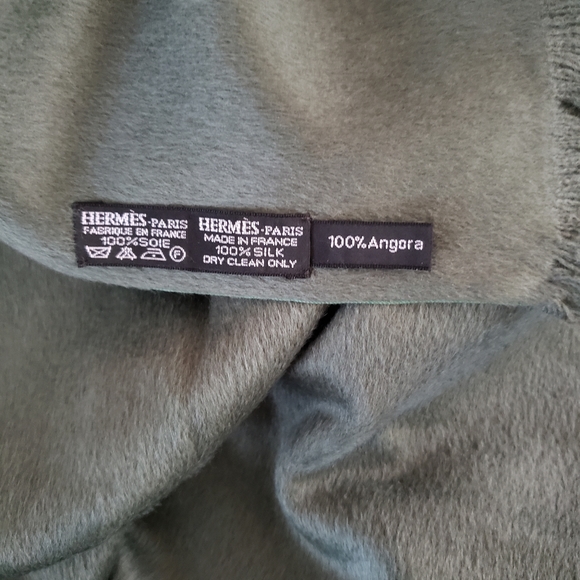 HERMÈS-PARIS
FABRIQUE EN FRANCE
100%SOIE
F
HERMÈS-PARIS
MADE IN FRANCE
100% SILK
DRY CLEAN ONLY
100%Angora